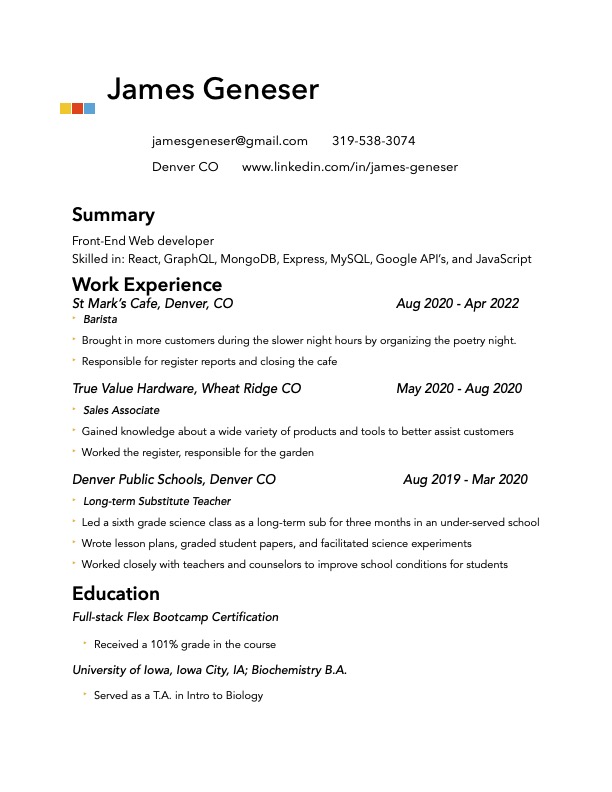 James Geneser
jamesgeneser@gmail.com 319-538-3074
Denver CO www.linkedin.com/in/james-geneser
Summary
Front-End Web developer
Skilled in: React, GraphQL, MongoDB, Express, MySQL, Google API's, and JavaScript
Work Experience
St Mark's Cafe, Denver, CO Aug 2020 - Apr 2022
Barista
Brought in more customers during the slower night hours by organizing the poetry night.
Responsible for register reports and closing the cafe
True Value Hardware, Wheat Ridge CO May 2020 - Aug 2020
Sales Associate
Gained knowledge about a wide variety of products and tools to better assist customers
Worked the register, responsible for the garden
Denver Public Schools, Denver CO Aug 2019 - Mar 2020
Long-term Substitute Teacher
Led a sixth grade science class as a long-term sub for three months in an under-served school
Wrote lesson plans, graded student papers, and facilitated science experiments
Worked closely with teachers and counselors to improve school conditions for students
Education
Full-stack Flex Bootcamp Certification
Received a 101% grade in the course
University of Iowa, Iowa City, IA; Biochemistry B.A.
Served as a T.A. in Intro to Biology